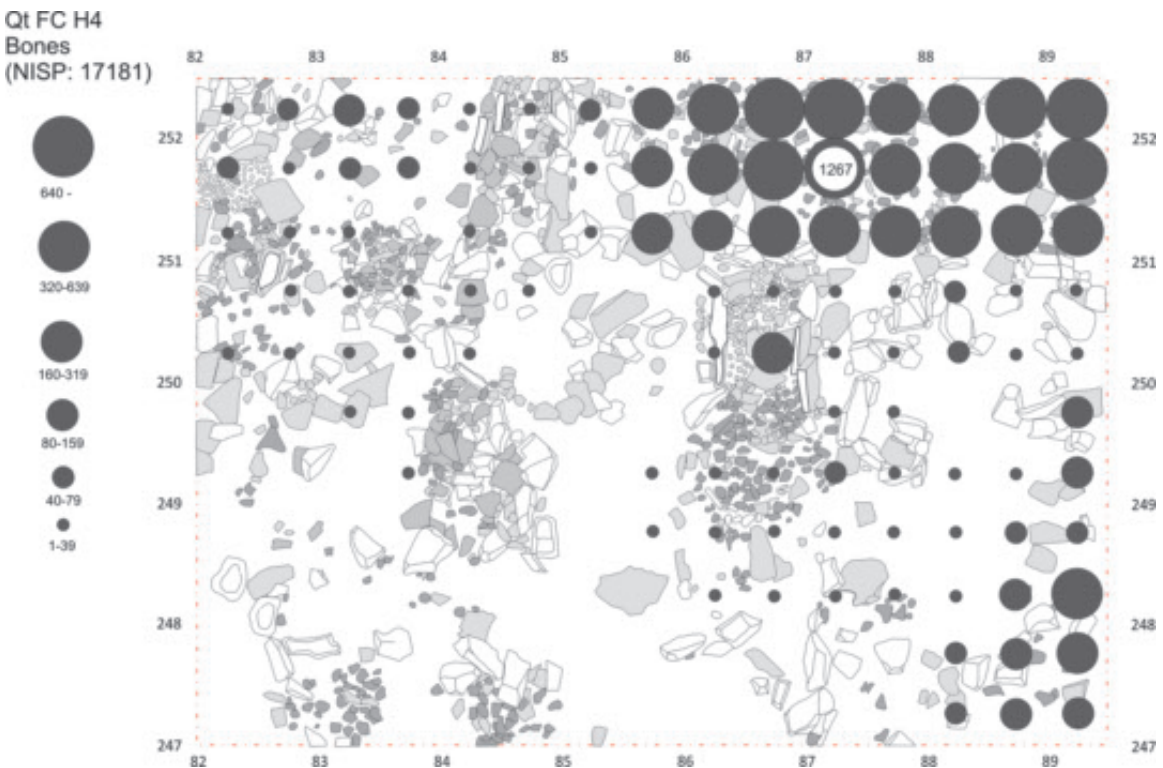 Qt FC H4
Bones
(NISP: 17181)
640 -
320-639
160-319
80-159
40-79
1-39
82 83 84 85 86 87 88 89
252 252
1267
251 251
250 250
249 249
248 248
247 247
82 83 84 85 86 87 88 89